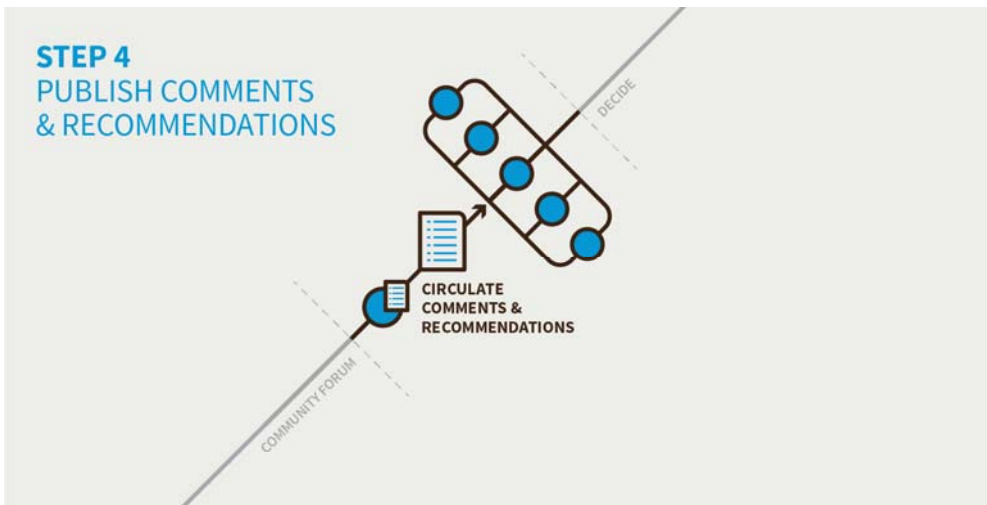 STEP 4
PUBLISH COMMENTS
& RECOMMENDATIONS
DECIDE
CIRCULATE
COMMENTS &
RECOMMENDATIONS
COMMUNITY FORUM